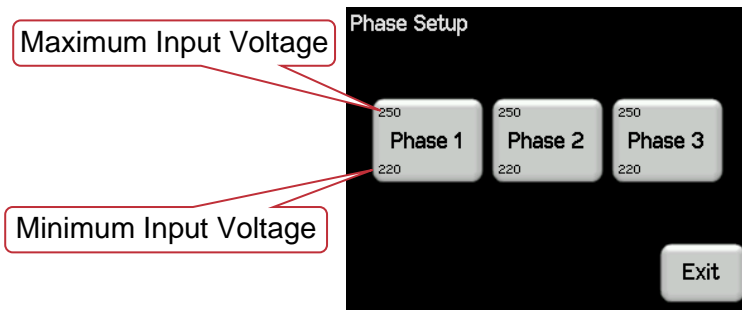 Maximum Input Voltage
Phase Setup
250
Phase 1
220
250
Phase 2
220
250
Phase 3
220
Minimum Input Voltage
Exit